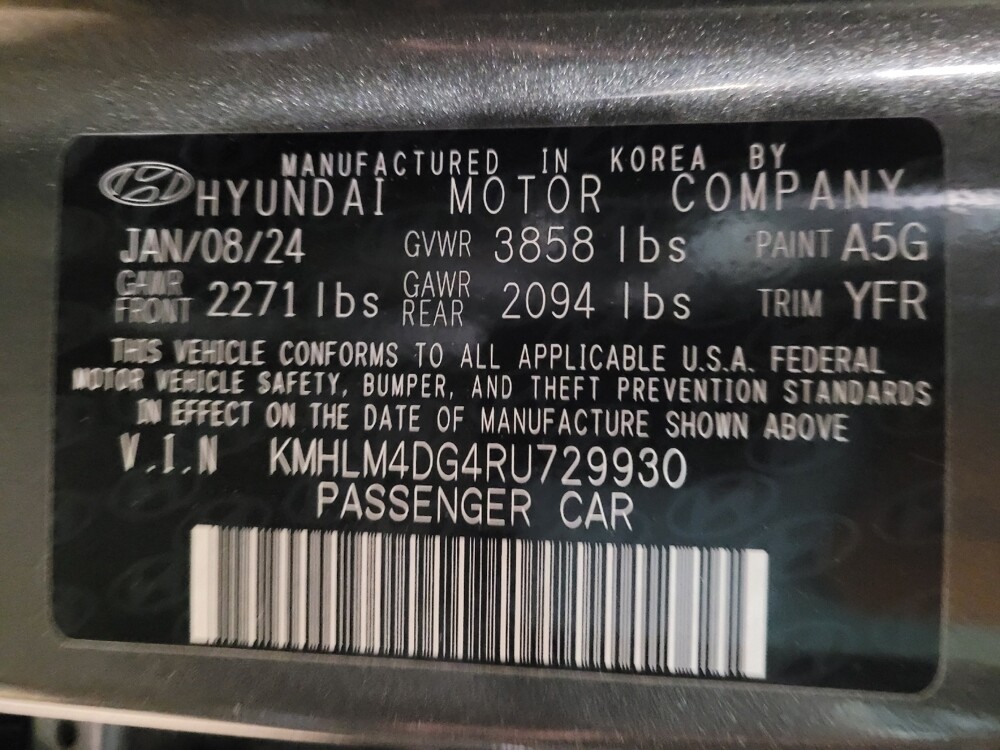 MANUFACTURED IN KOREA BY
HYUNDAI MOTOR COMPANY
JAN/08/24 GVWR 3858 lbs PAINT A5G
GAWR FRONT 2271 lbs GAWR REAR 2094 lbs TRIM YFR
THIS VEHICLE CONFORMS TO ALL APPLICABLE U.S.A. FEDERAL
MOTOR VEHICLE SAFETY, BUMPER, AND THEFT PREVENTION STANDARDS
IN EFFECT ON THE DATE OF MANUFACTURE SHOWN ABOVE
V.I.N KMHLM4DG4RU729930
PASSENGER CAR